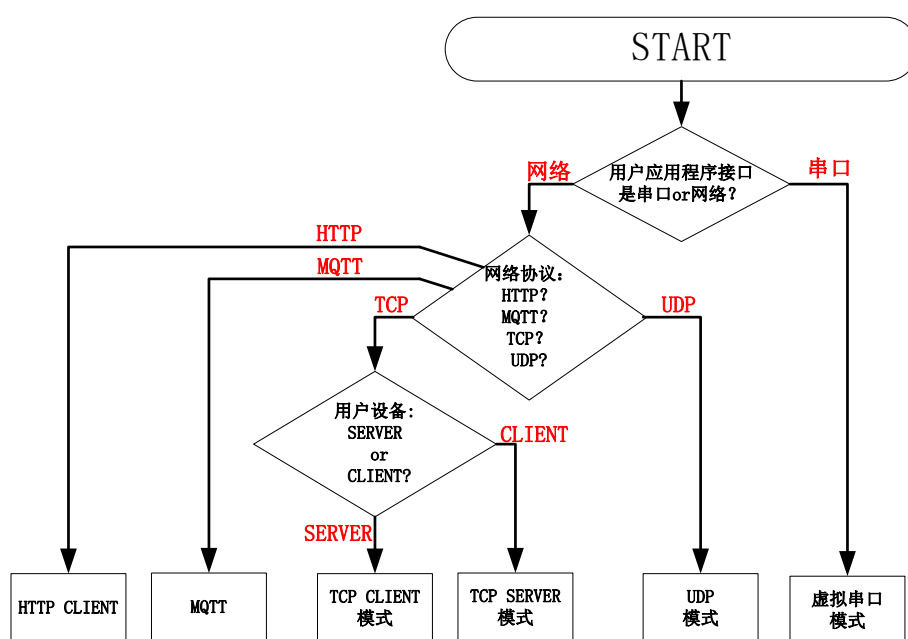 START
用户应用程序接口
是串口or网络?
网络
串口
HTTP
MQTT
网络协议:
HTTP?
MQTT?
TCP?
UDP?
TCP
UDP
用户设备:
SERVER
or
CLIENT?
CLIENT
SERVER
HTTP CLIENT
MQTT
TCP CLIENT
模式
TCP SERVER
模式
UDP
模式
虚拟串口
模式